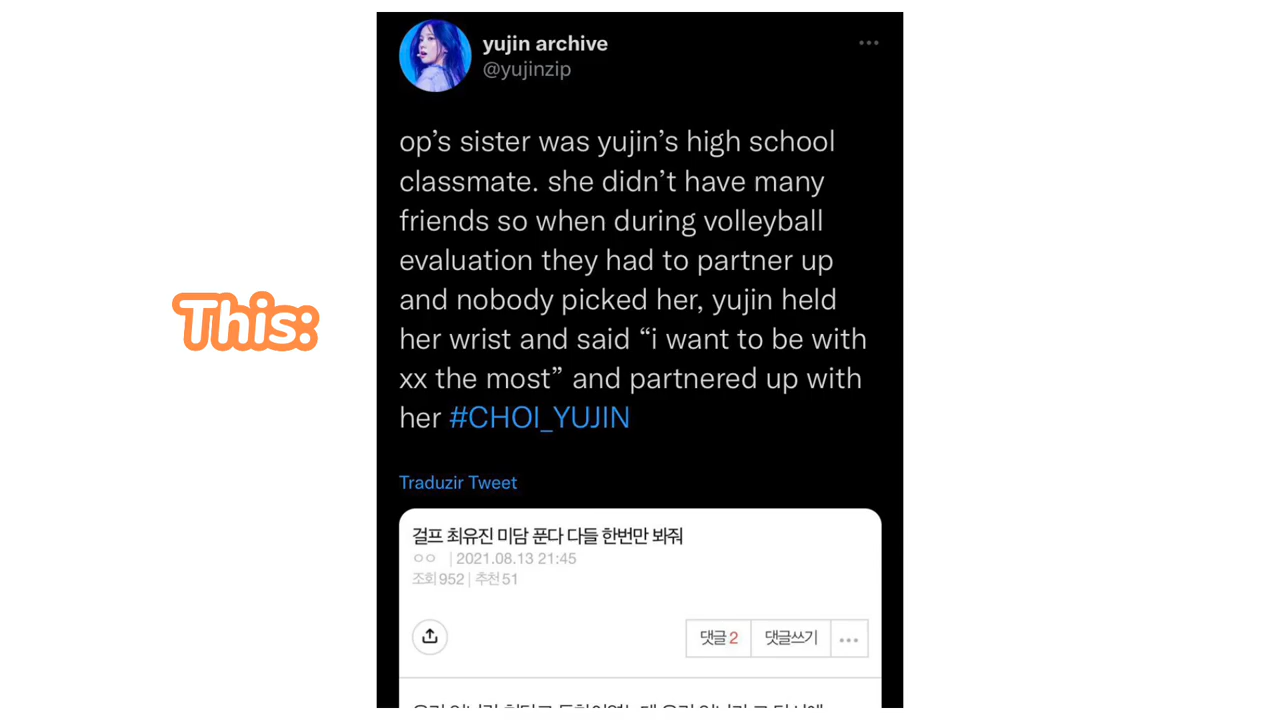 yujin archive
@yujinzip
op’s sister was yujin’s high school
classmate. she didn’t have many
friends so when during volleyball
evaluation they had to partner up
and nobody picked her, yujin held
her wrist and said “i want to be with
xx the most” and partnered up with
her #CHOI_YUJIN
This:
Traduzir Tweet
걸프 최유진 미담 푼다 다들 한번만 봐줘
ㅇㅇ | 2021.08.13 21:45
조회 952 | 추천 51
댓글 2 댓글쓰기